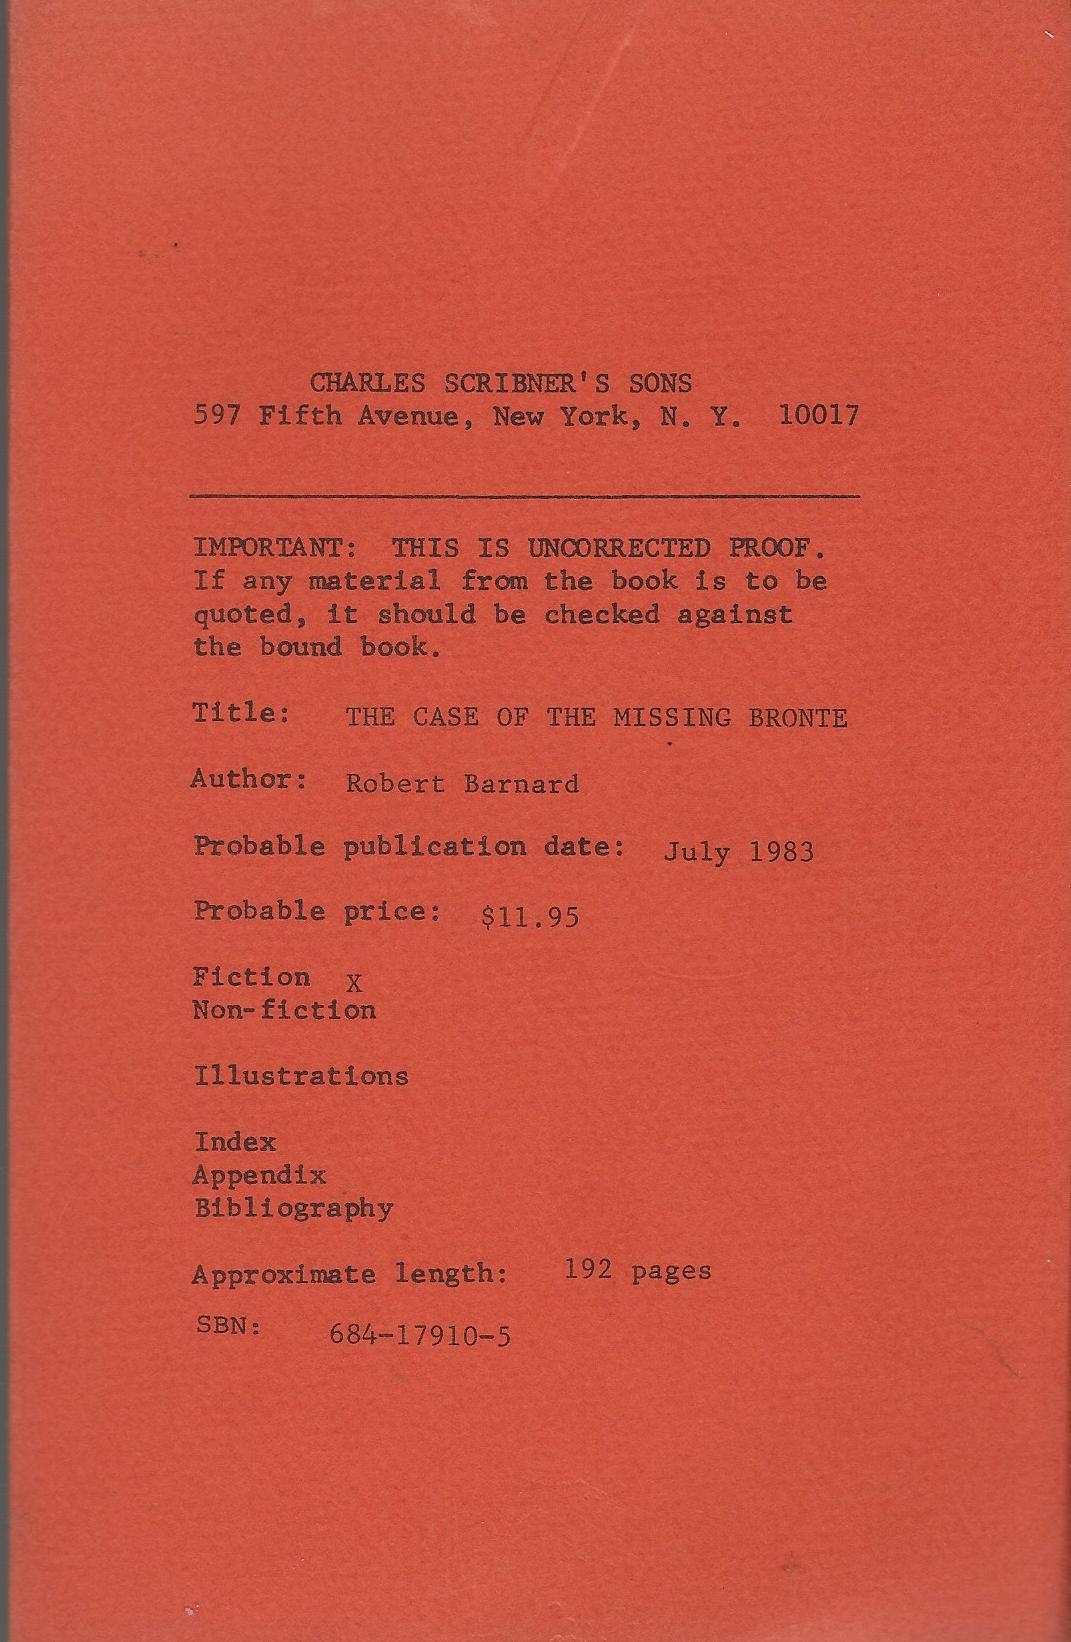 CHARLES SCRIBNER'S SONS
597 Fifth Avenue, New York, N. Y. 10017
IMPORTANT: THIS IS UNCORRECTED PROOF.
If any material from the book is to be
quoted, it should be checked against
the bound book.
Title: THE CASE OF THE MISSING BRONTE
Author: Robert Barnard
Probable publication date: July 1983
Probable price: $11.95
Fiction X
Non-fiction
Illustrations
Index
Appendix
Bibliography
Approximate length: 192 pages
SBN: 684-17910-5